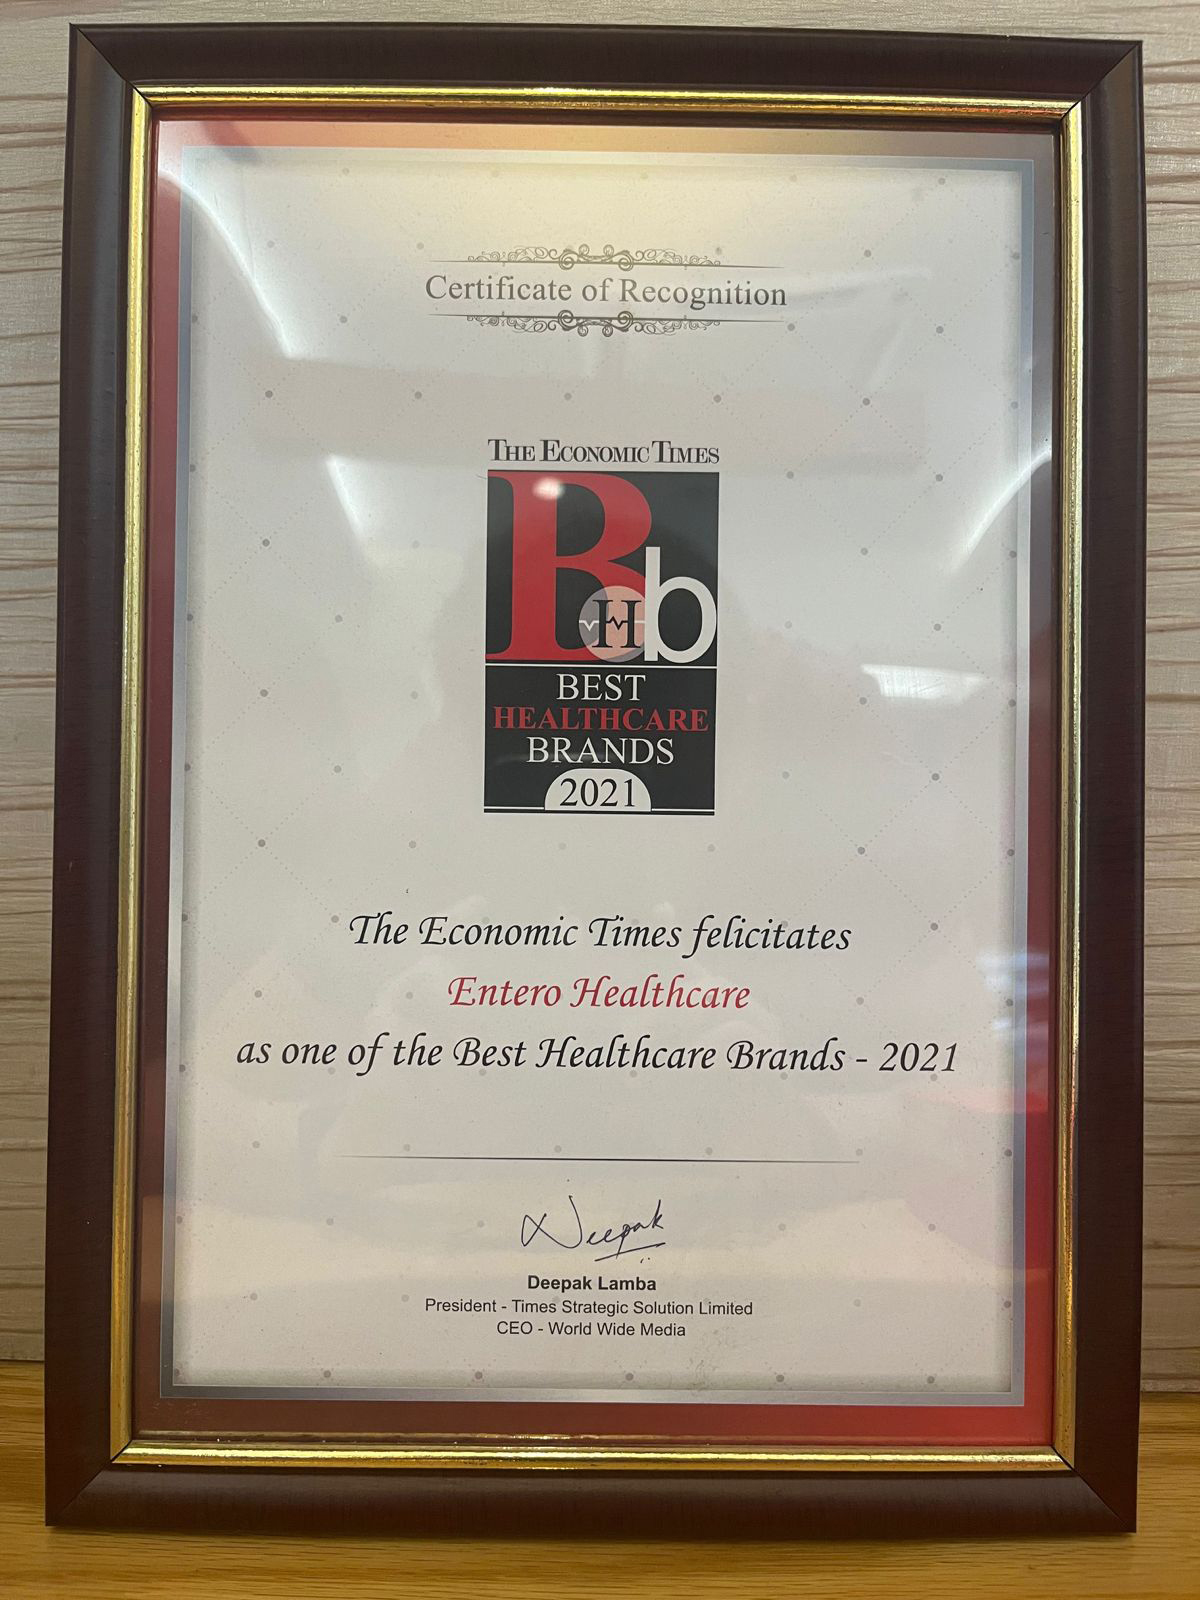 Certificate of Recognition
THE ECONOMIC TIMES
Bb
H
BEST
HEALTHCARE
BRANDS
2021
The Economic Times felicitates
Entero Healthcare
as one of the Best Healthcare Brands - 2021
Deepak
Deepak Lamba
President - Times Strategic Solution Limited
CEO - World Wide Media